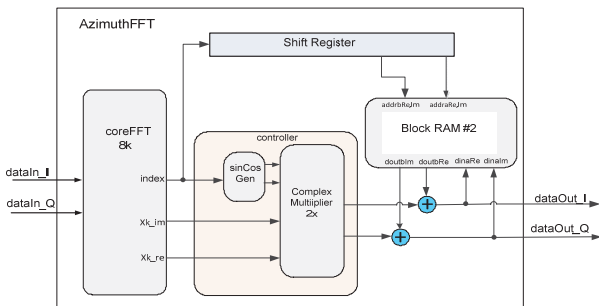 AzimuthFFT
Shift Register
addrbRe,Im
addraRe,Im
Block RAM #2
doutbIm
doutbRe
dinaRe
dinaIm
coreFFT
8k
index
Xk_im
Xk_re
controller
sinCos
Gen
Complex
Multiplier
2x
dataIn_I
dataIn_Q
dataOut_I
dataOut_Q